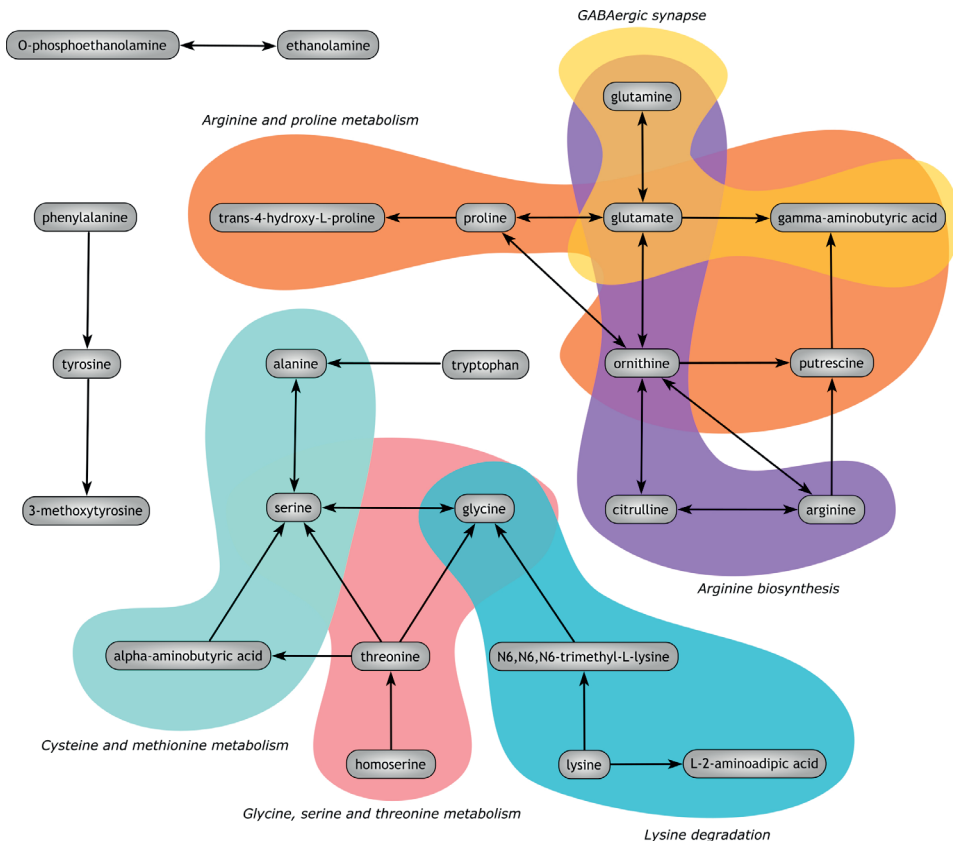 GABAergic synapse
O-phosphoethanolamine
ethanolamine
glutamine
Arginine and proline metabolism
phenylalanine
trans-4-hydroxy-L-proline
proline
glutamate
gamma-aminobutyric acid
tyrosine
alanine
tryptophan
ornithine
putrescine
3-methoxytyrosine
serine
glycine
citrulline
arginine
Arginine biosynthesis
alpha-aminobutyric acid
threonine
N6,N6,N6-trimethyl-L-lysine
Cysteine and methionine metabolism
homoserine
lysine
L-2-aminoadipic acid
Glycine, serine and threonine metabolism
Lysine degradation